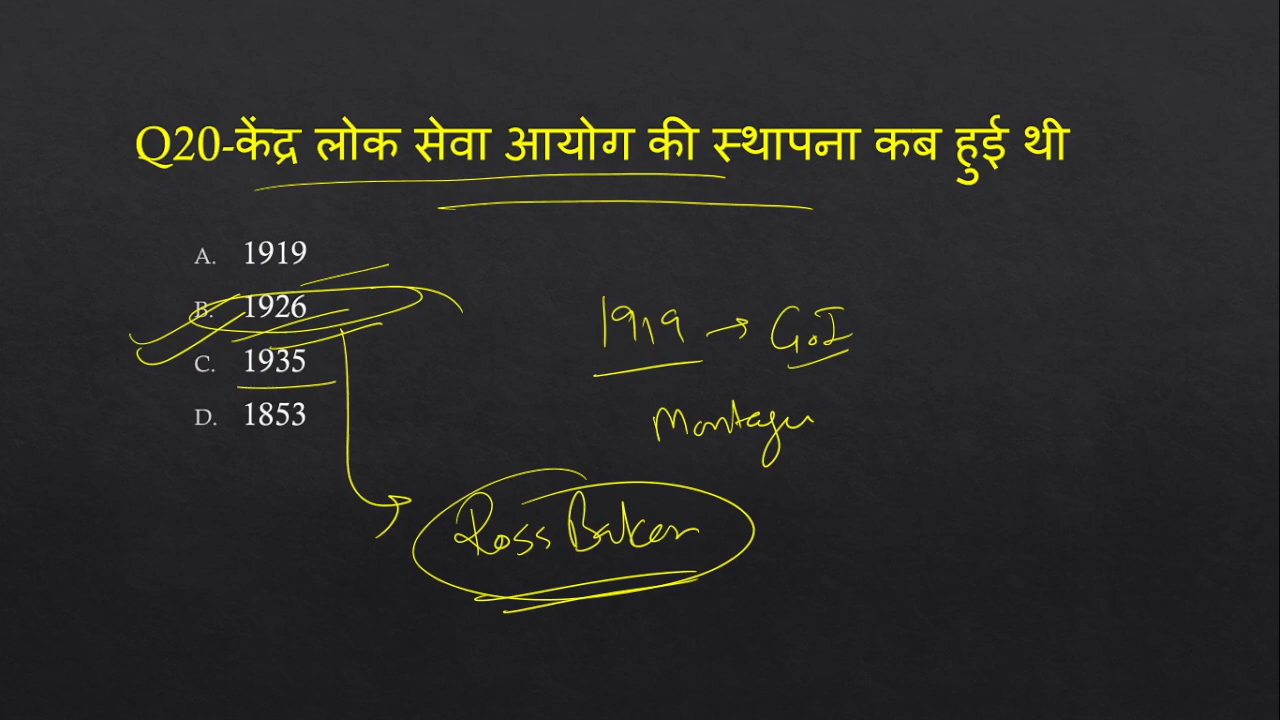 Q20-केंद्र लोक सेवा आयोग की स्थापना कब हुई थी
A. 1919
B. 1926
C. 1935
D. 1853
1919 → GoI
Montagu
Ross Barker